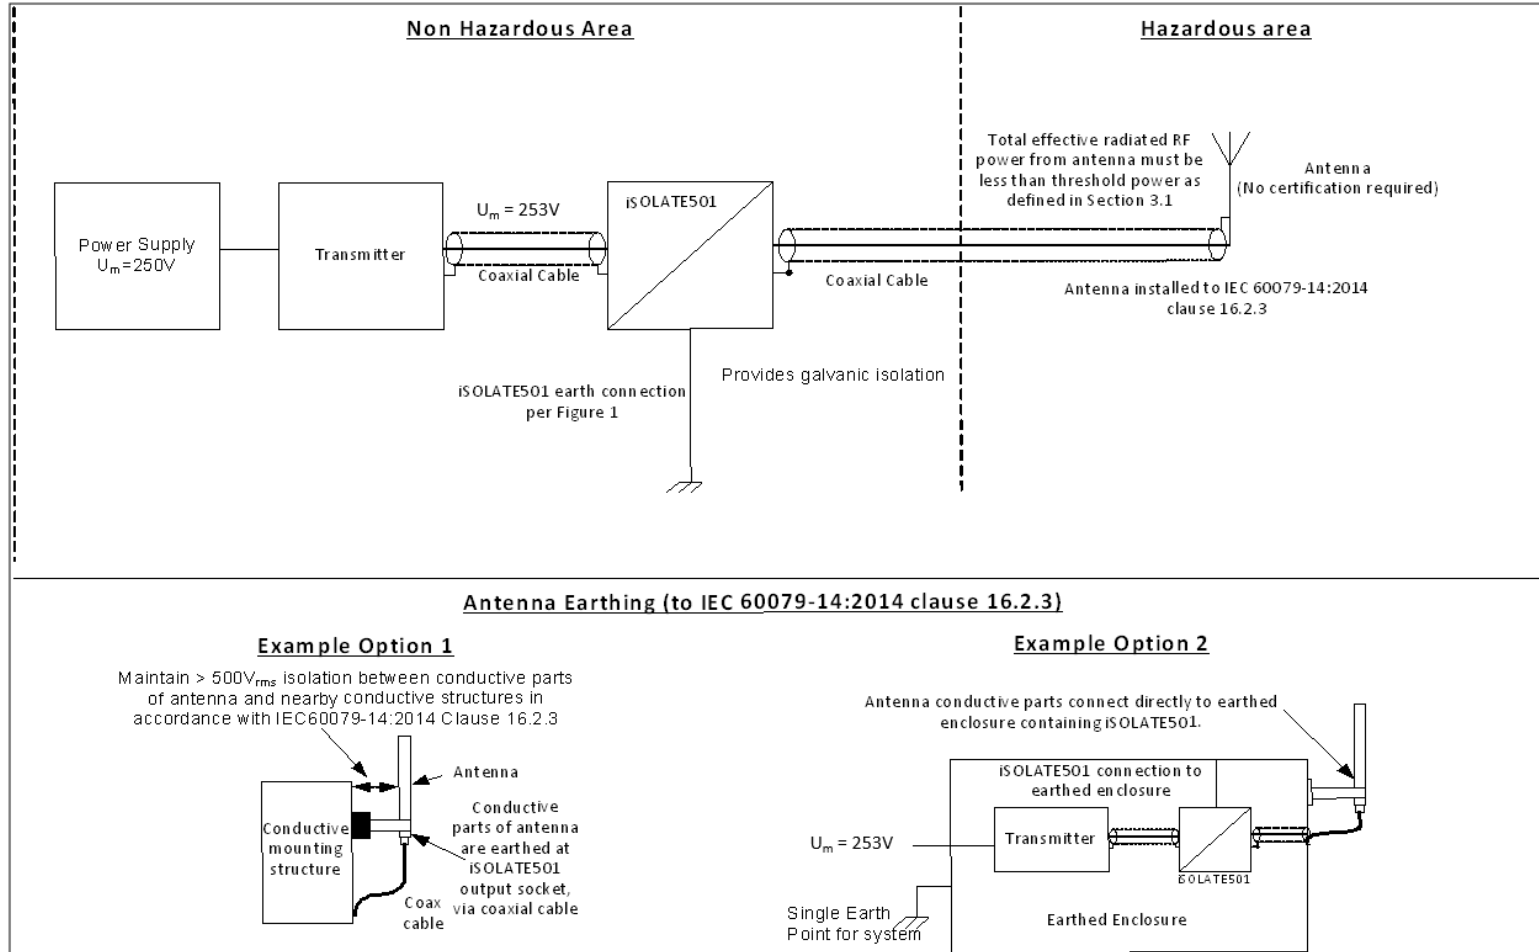 Non Hazardous Area
Hazardous area
Total effective radiated RF
power from antenna must be
less than threshold power as
defined in Section 3.1
Antenna
(No certification required)
Power Supply
Um=250V
Transmitter
Um = 253V
Coaxial Cable
iSOLATE501
Coaxial Cable
Antenna installed to IEC 60079-14:2014
clause 16.2.3
iSOLATE501 earth connection
per Figure 1
Provides galvanic isolation
Antenna Earthing (to IEC 60079-14:2014 clause 16.2.3)
Example Option 1
Maintain > 500Vrms isolation between conductive parts
of antenna and nearby conductive structures in
accordance with IEC60079-14:2014 Clause 16.2.3
Antenna
Conductive
mounting
structure
Conductive
parts of antenna
are earthed at
iSOLATE501
output socket,
via coaxial cable
Coax
cable
Example Option 2
Antenna conductive parts connect directly to earthed
enclosure containing iSOLATE501.
iSOLATE501 connection to
earthed enclosure
Um = 253V
Transmitter
iSOLATE501
Single Earth
Point for system
Earthed Enclosure